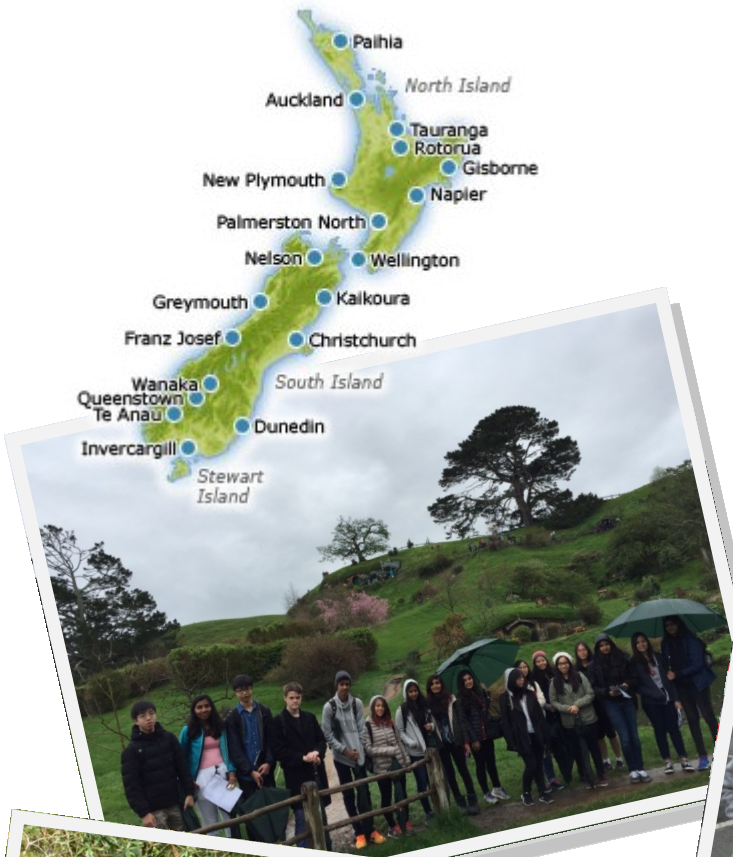 Paihia
North Island
Auckland
Tauranga
Rotorua
Gisborne
New Plymouth
Napier
Palmerston North
Nelson
Wellington
Greymouth
Kaikoura
Franz Josef
Christchurch
South Island
Wanaka
Queenstown
Te Anau
Dunedin
Invercargill
Stewart
Island